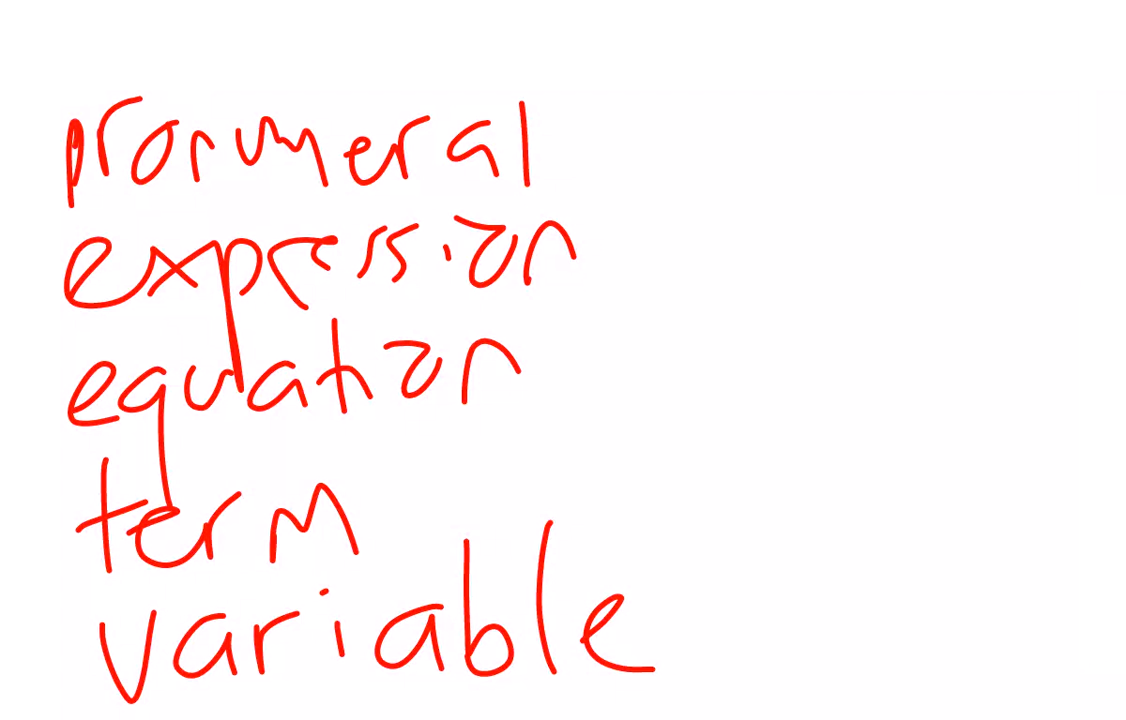 pronumeral
expression
equation
term
variable